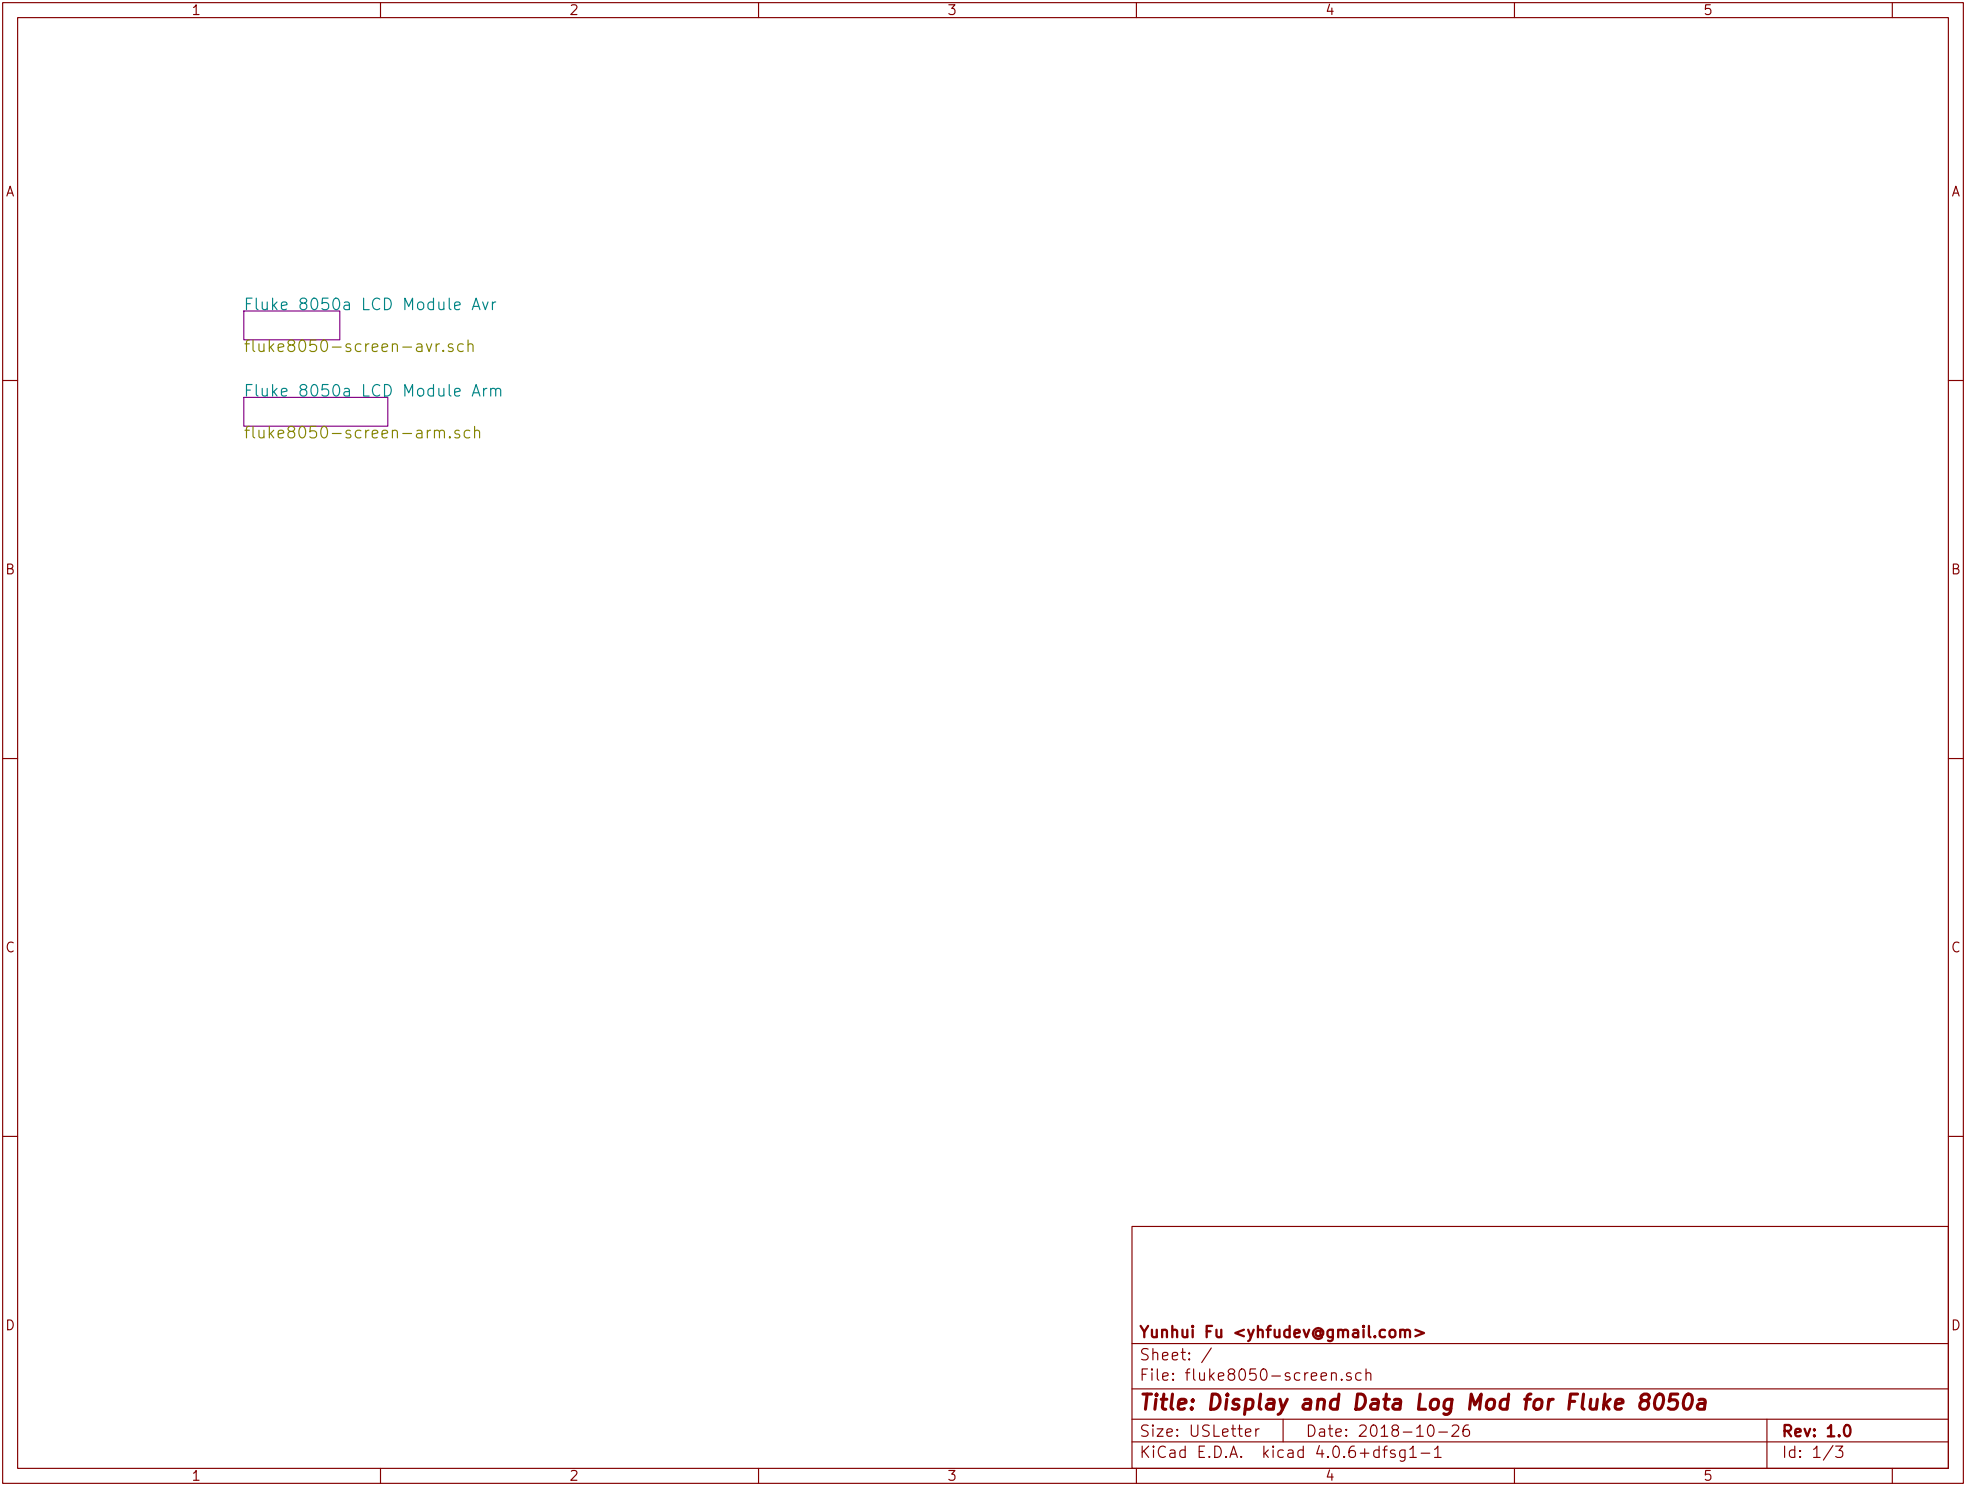 1 2 3 4 5
A A
Fluke 8050a LCD Module Avr
fluke8050-screen-avr.sch
Fluke 8050a LCD Module Arm
fluke8050-screen-arm.sch
B B
C C
D D
Yunhui Fu <yhfudev@gmail.com>
Sheet: /
File: fluke8050-screen.sch
Title: Display and Data Log Mod for Fluke 8050a
Size: USLetter Date: 2018-10-26 Rev: 1.0
KiCad E.D.A. kicad 4.0.6+dfsg1-1 Id: 1/3
1 2 3 4 5